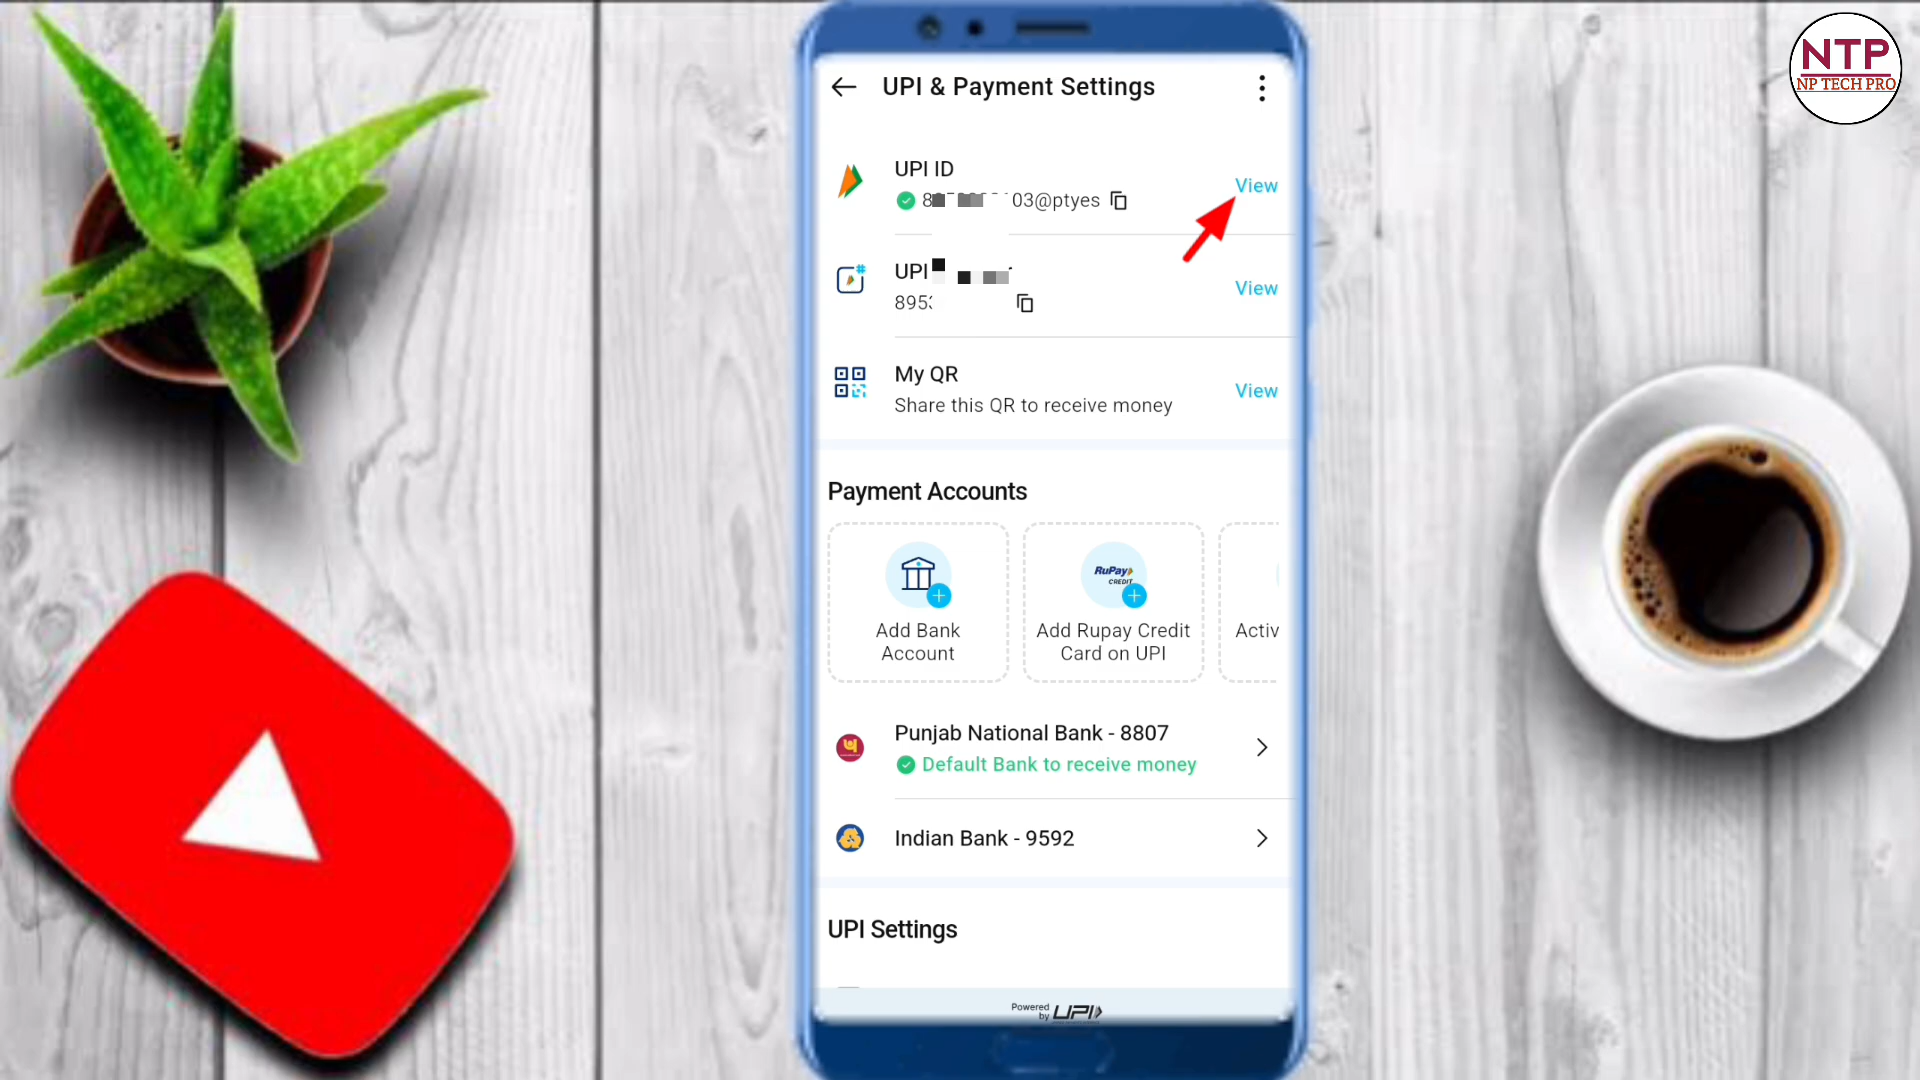 NTP
NP TECH PRO
UPI & Payment Settings
UPI ID
03@ptyes
View
UPI
895
View
My QR
Share this QR to receive money
View
Payment Accounts
RuPay
CREDIT
Add Bank
Account
Add Rupay Credit
Card on UPI
Activ
Punjab National Bank - 8807
Default Bank to receive money
Indian Bank - 9592
UPI Settings
Powered
by UPI